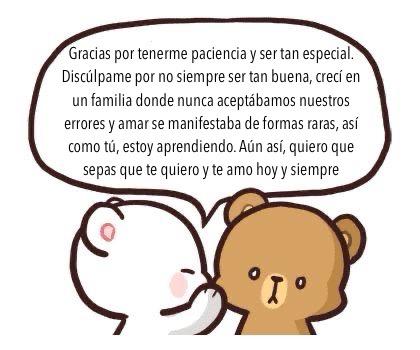 Gracias por tenerme paciencia y ser tan especial.
Discúlpame por no siempre ser tan buena, crecí en
un familia donde nunca aceptábamos nuestros
errores y amar se manifestaba de formas raras, así
como tú, estoy aprendiendo. Aún así, quiero que
sepas que te quiero y te amo hoy y siempre